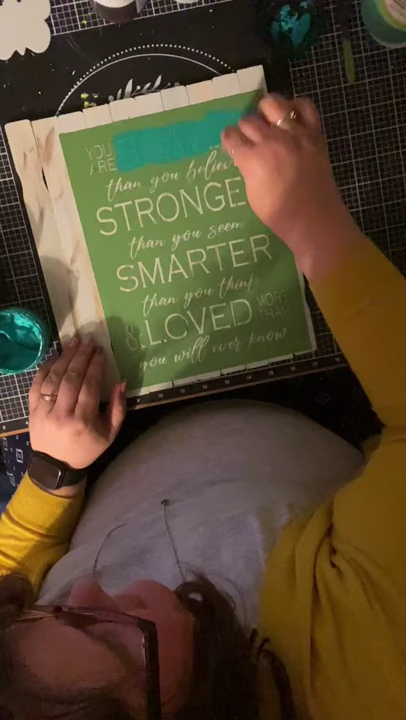 YOU
ARE
than you believe
STRONGE
than you seem
SMARTER
than you think
& LOVED MORE THAN
you will ever know